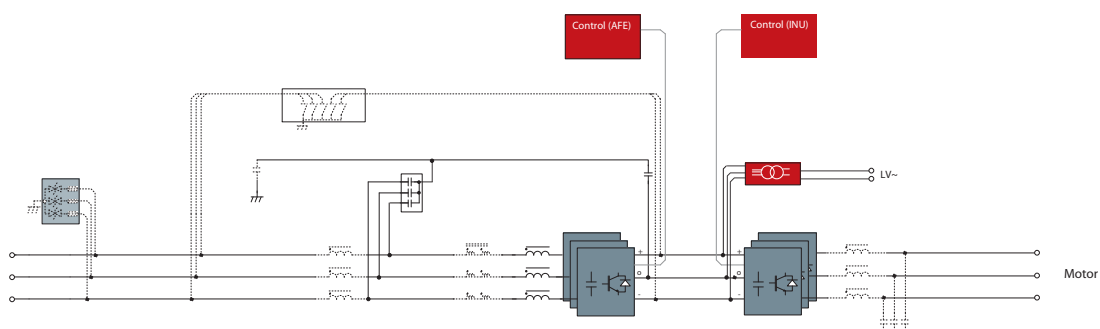 Control (AFE)
Control (INU)
LV~
+
+
o
o
-
-
Motor